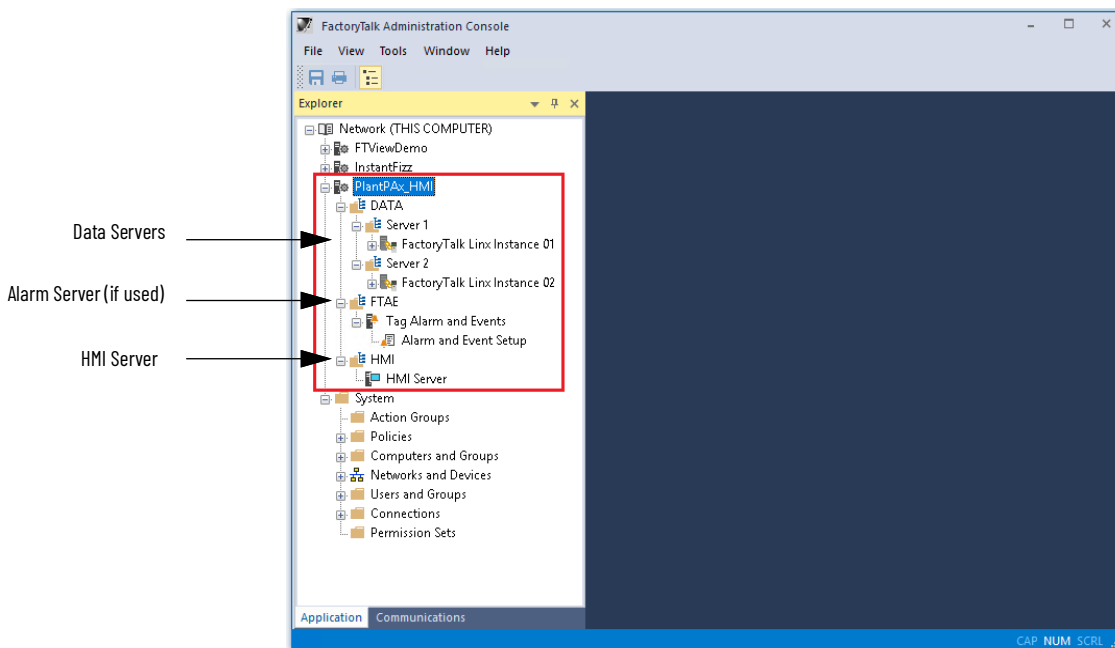 FactoryTalk Administration Console
File View Tools Window Help
Explorer
Network (THIS COMPUTER)
FTViewDemo
InstantFizz
PlantPAx_HMI
DATA
Server 1
Data Servers
FactoryTalk Linx Instance 01
Server 2
FactoryTalk Linx Instance 02
Alarm Server (if used)
FTAE
Tag Alarm and Events
Alarm and Event Setup
HMI Server
HMI
HMI Server
System
Action Groups
Policies
Computers and Groups
Networks and Devices
Users and Groups
Connections
Permission Sets
Application Communications
CAP NUM SCRL